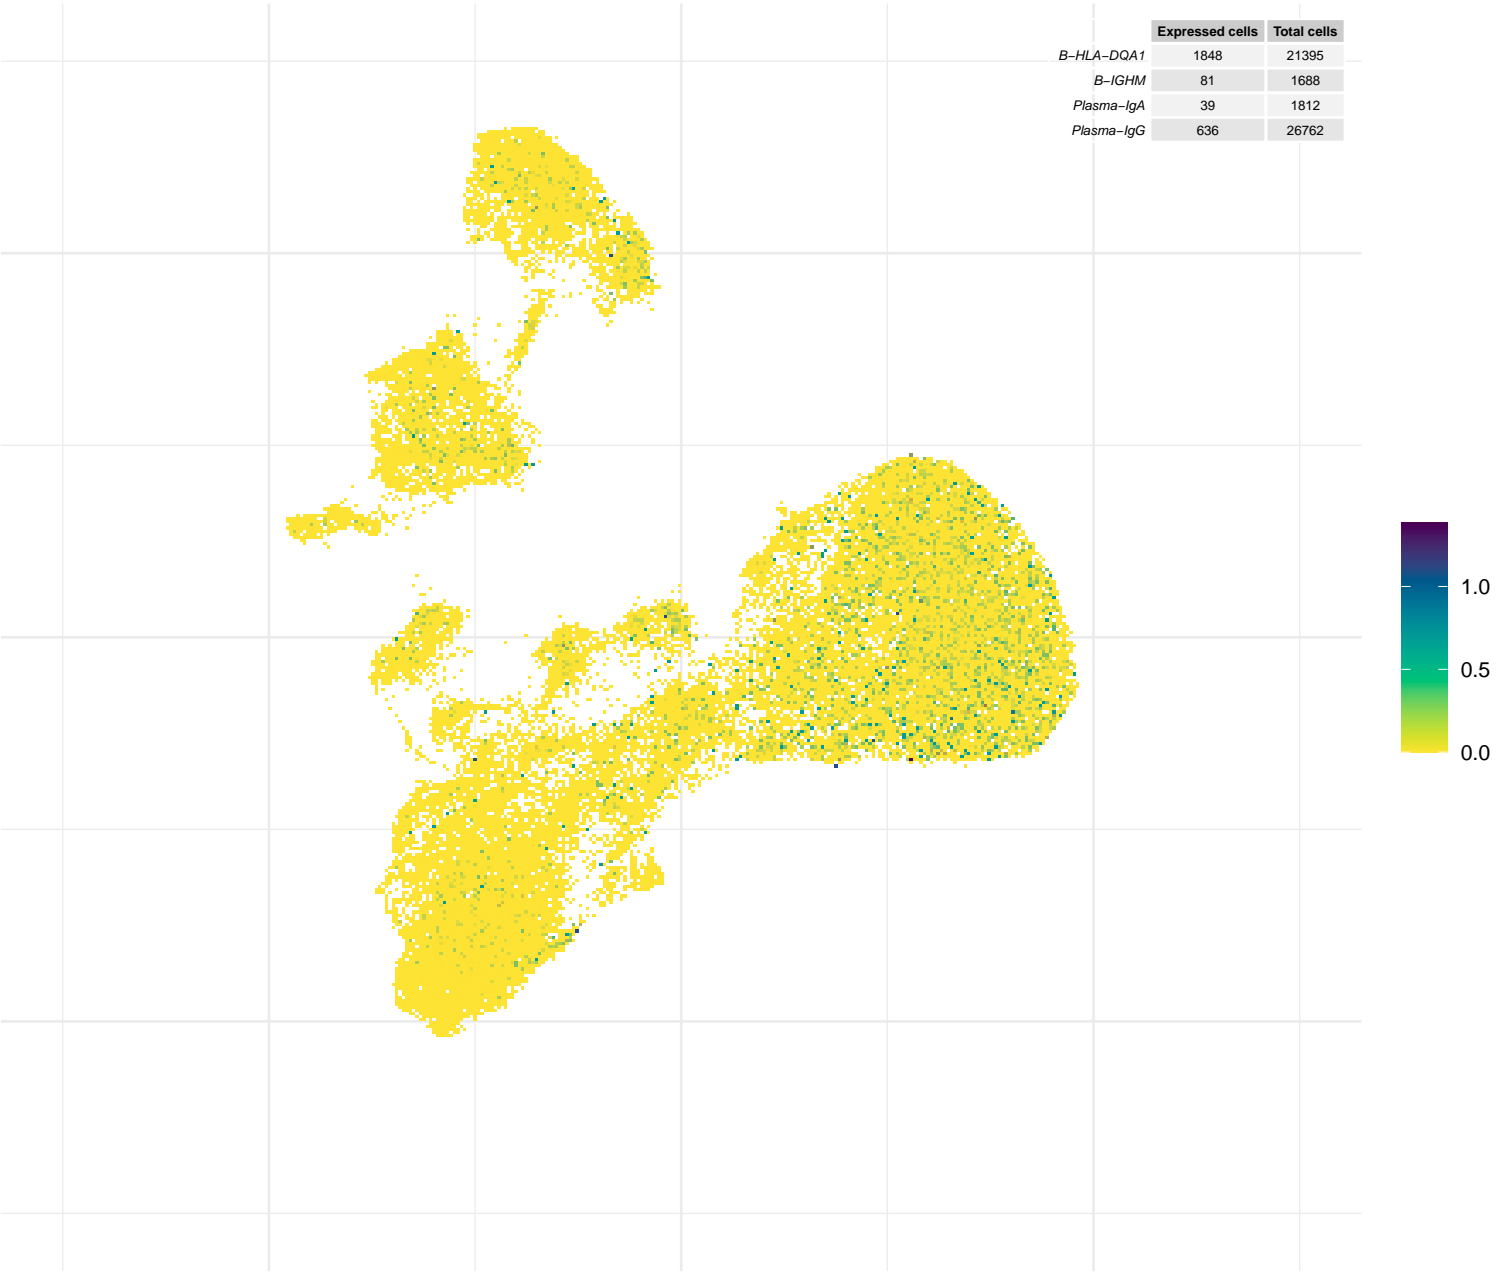 Expressed cells Total cells
B−HLA−DQA1 1848 21395
B−IGHM 81 1688
Plasma−IgA 39 1812
Plasma−IgG 636 26762
1.0
0.5
0.0